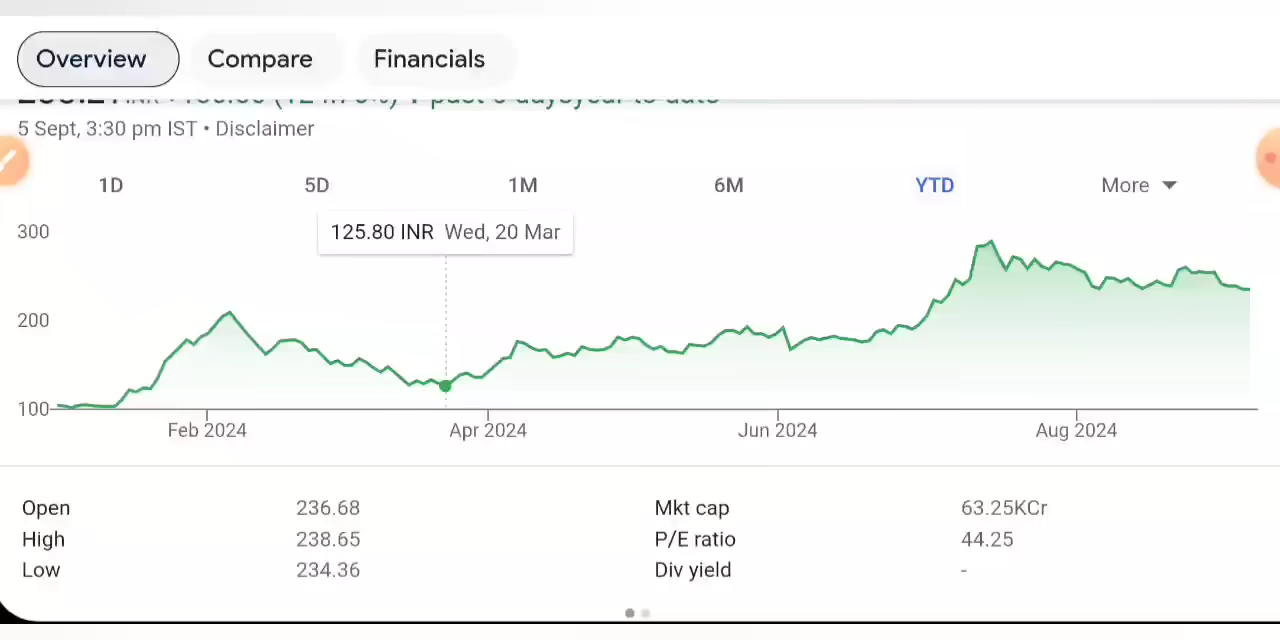 Overview Compare Financials
5 Sept, 3:30 pm IST • Disclaimer
1D 5D 1M 6M YTD More
125.80 INR Wed, 20 Mar
300
200
100
Feb 2024 Apr 2024 Jun 2024 Aug 2024
Open 236.68 Mkt cap 63.25KCr
High 238.65 P/E ratio 44.25
Low 234.36 Div yield -